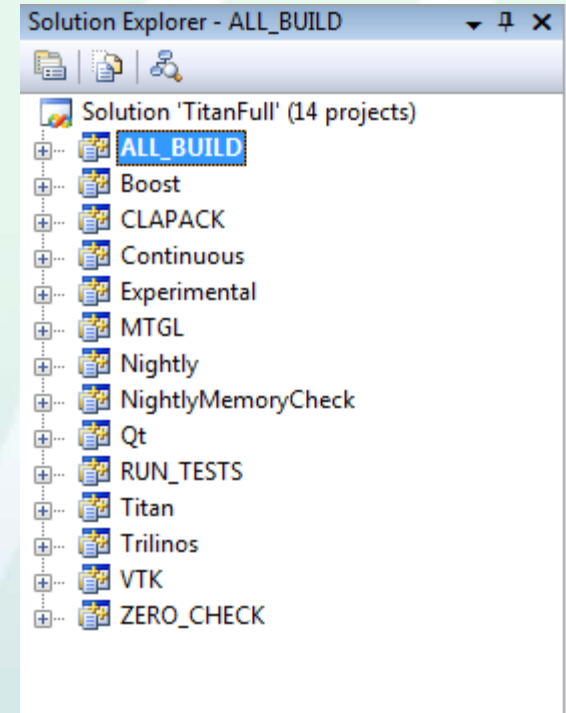 Solution Explorer - ALL_BUILD
Solution 'TitanFull' (14 projects)
ALL_BUILD
Boost
CLAPACK
Continuous
Experimental
MTGL
Nightly
NightlyMemoryCheck
Qt
RUN_TESTS
Titan
Trilinos
VTK
ZERO_CHECK